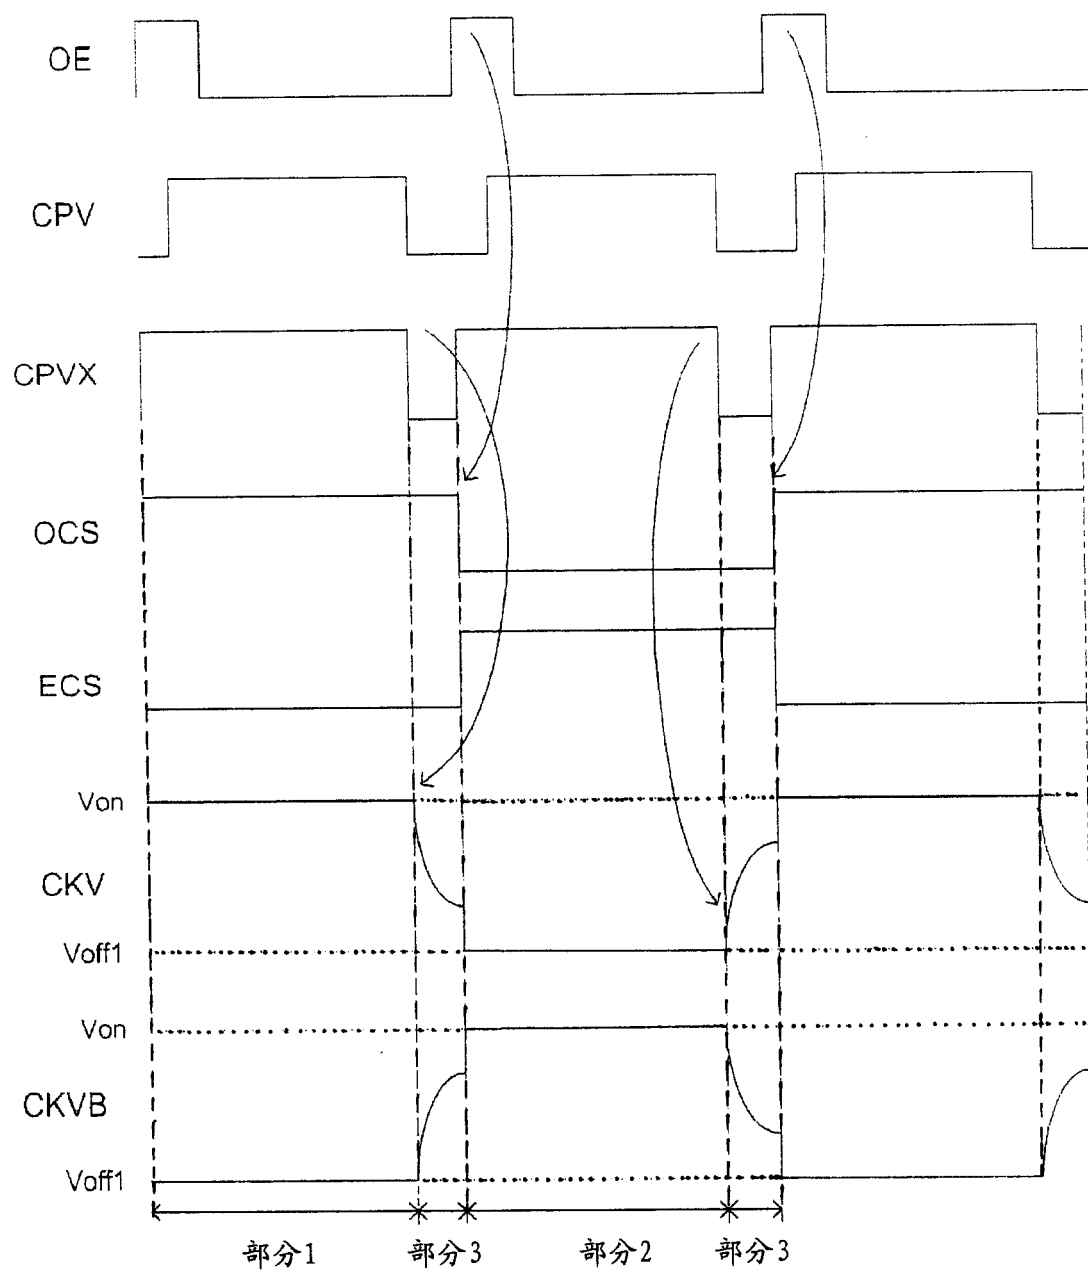 OE
CPV
CPVX
OCS
ECS
Von
CKV
Voff1
Von
CKVB
Voff1
部分1 部分3 部分2 部分3